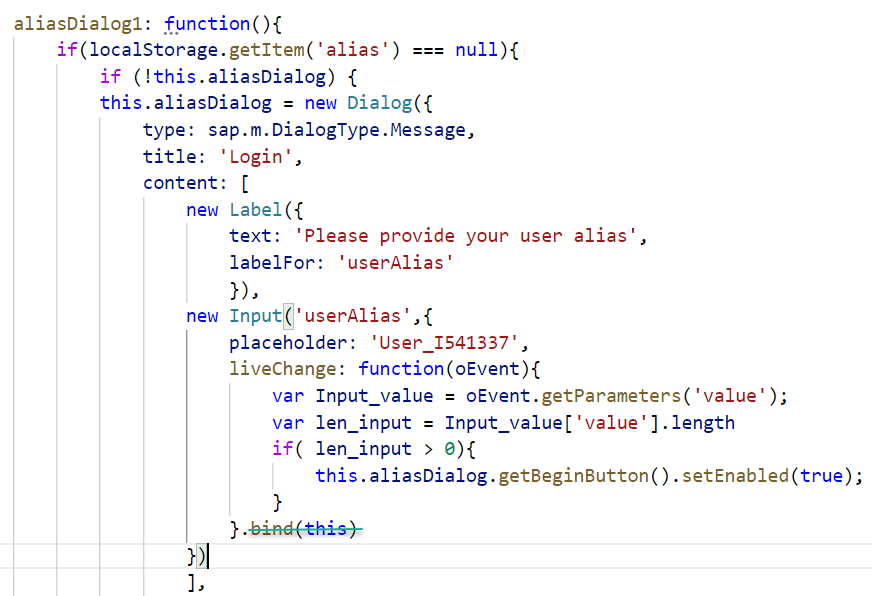 aliasDialog1: function(){
if(localStorage.getItem('alias') === null){
if (!this.aliasDialog) {
this.aliasDialog = new Dialog({
type: sap.m.DialogType.Message,
title: 'Login',
content: [
new Label({
text: 'Please provide your user alias',
labelFor: 'userAlias'
}),
new Input('userAlias',{
placeholder: 'User_I541337',
liveChange: function(oEvent){
var Input_value = oEvent.getParameters('value');
var len_input = Input_value['value'].length
if( len_input > 0){
this.aliasDialog.getBeginButton().setEnabled(true);
}
}.bind(this)
})
],